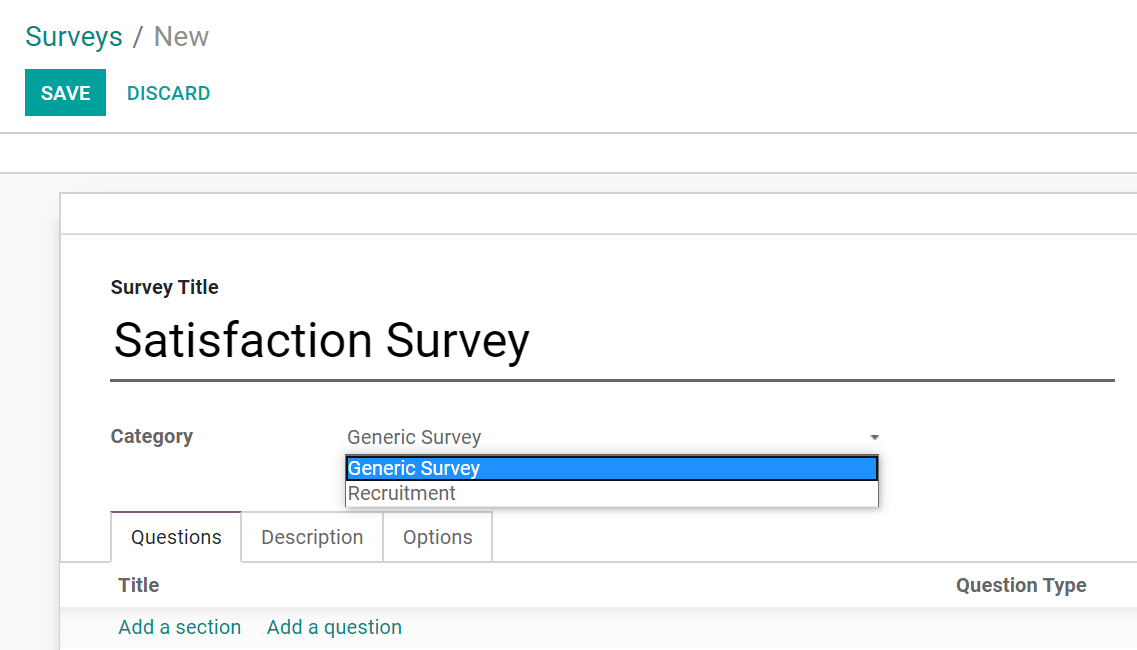 Surveys / New
SAVE DISCARD
Survey Title
Satisfaction Survey
Category Generic Survey
Generic Survey
Recruitment
Questions Description Options
Title Question Type
Add a section Add a question